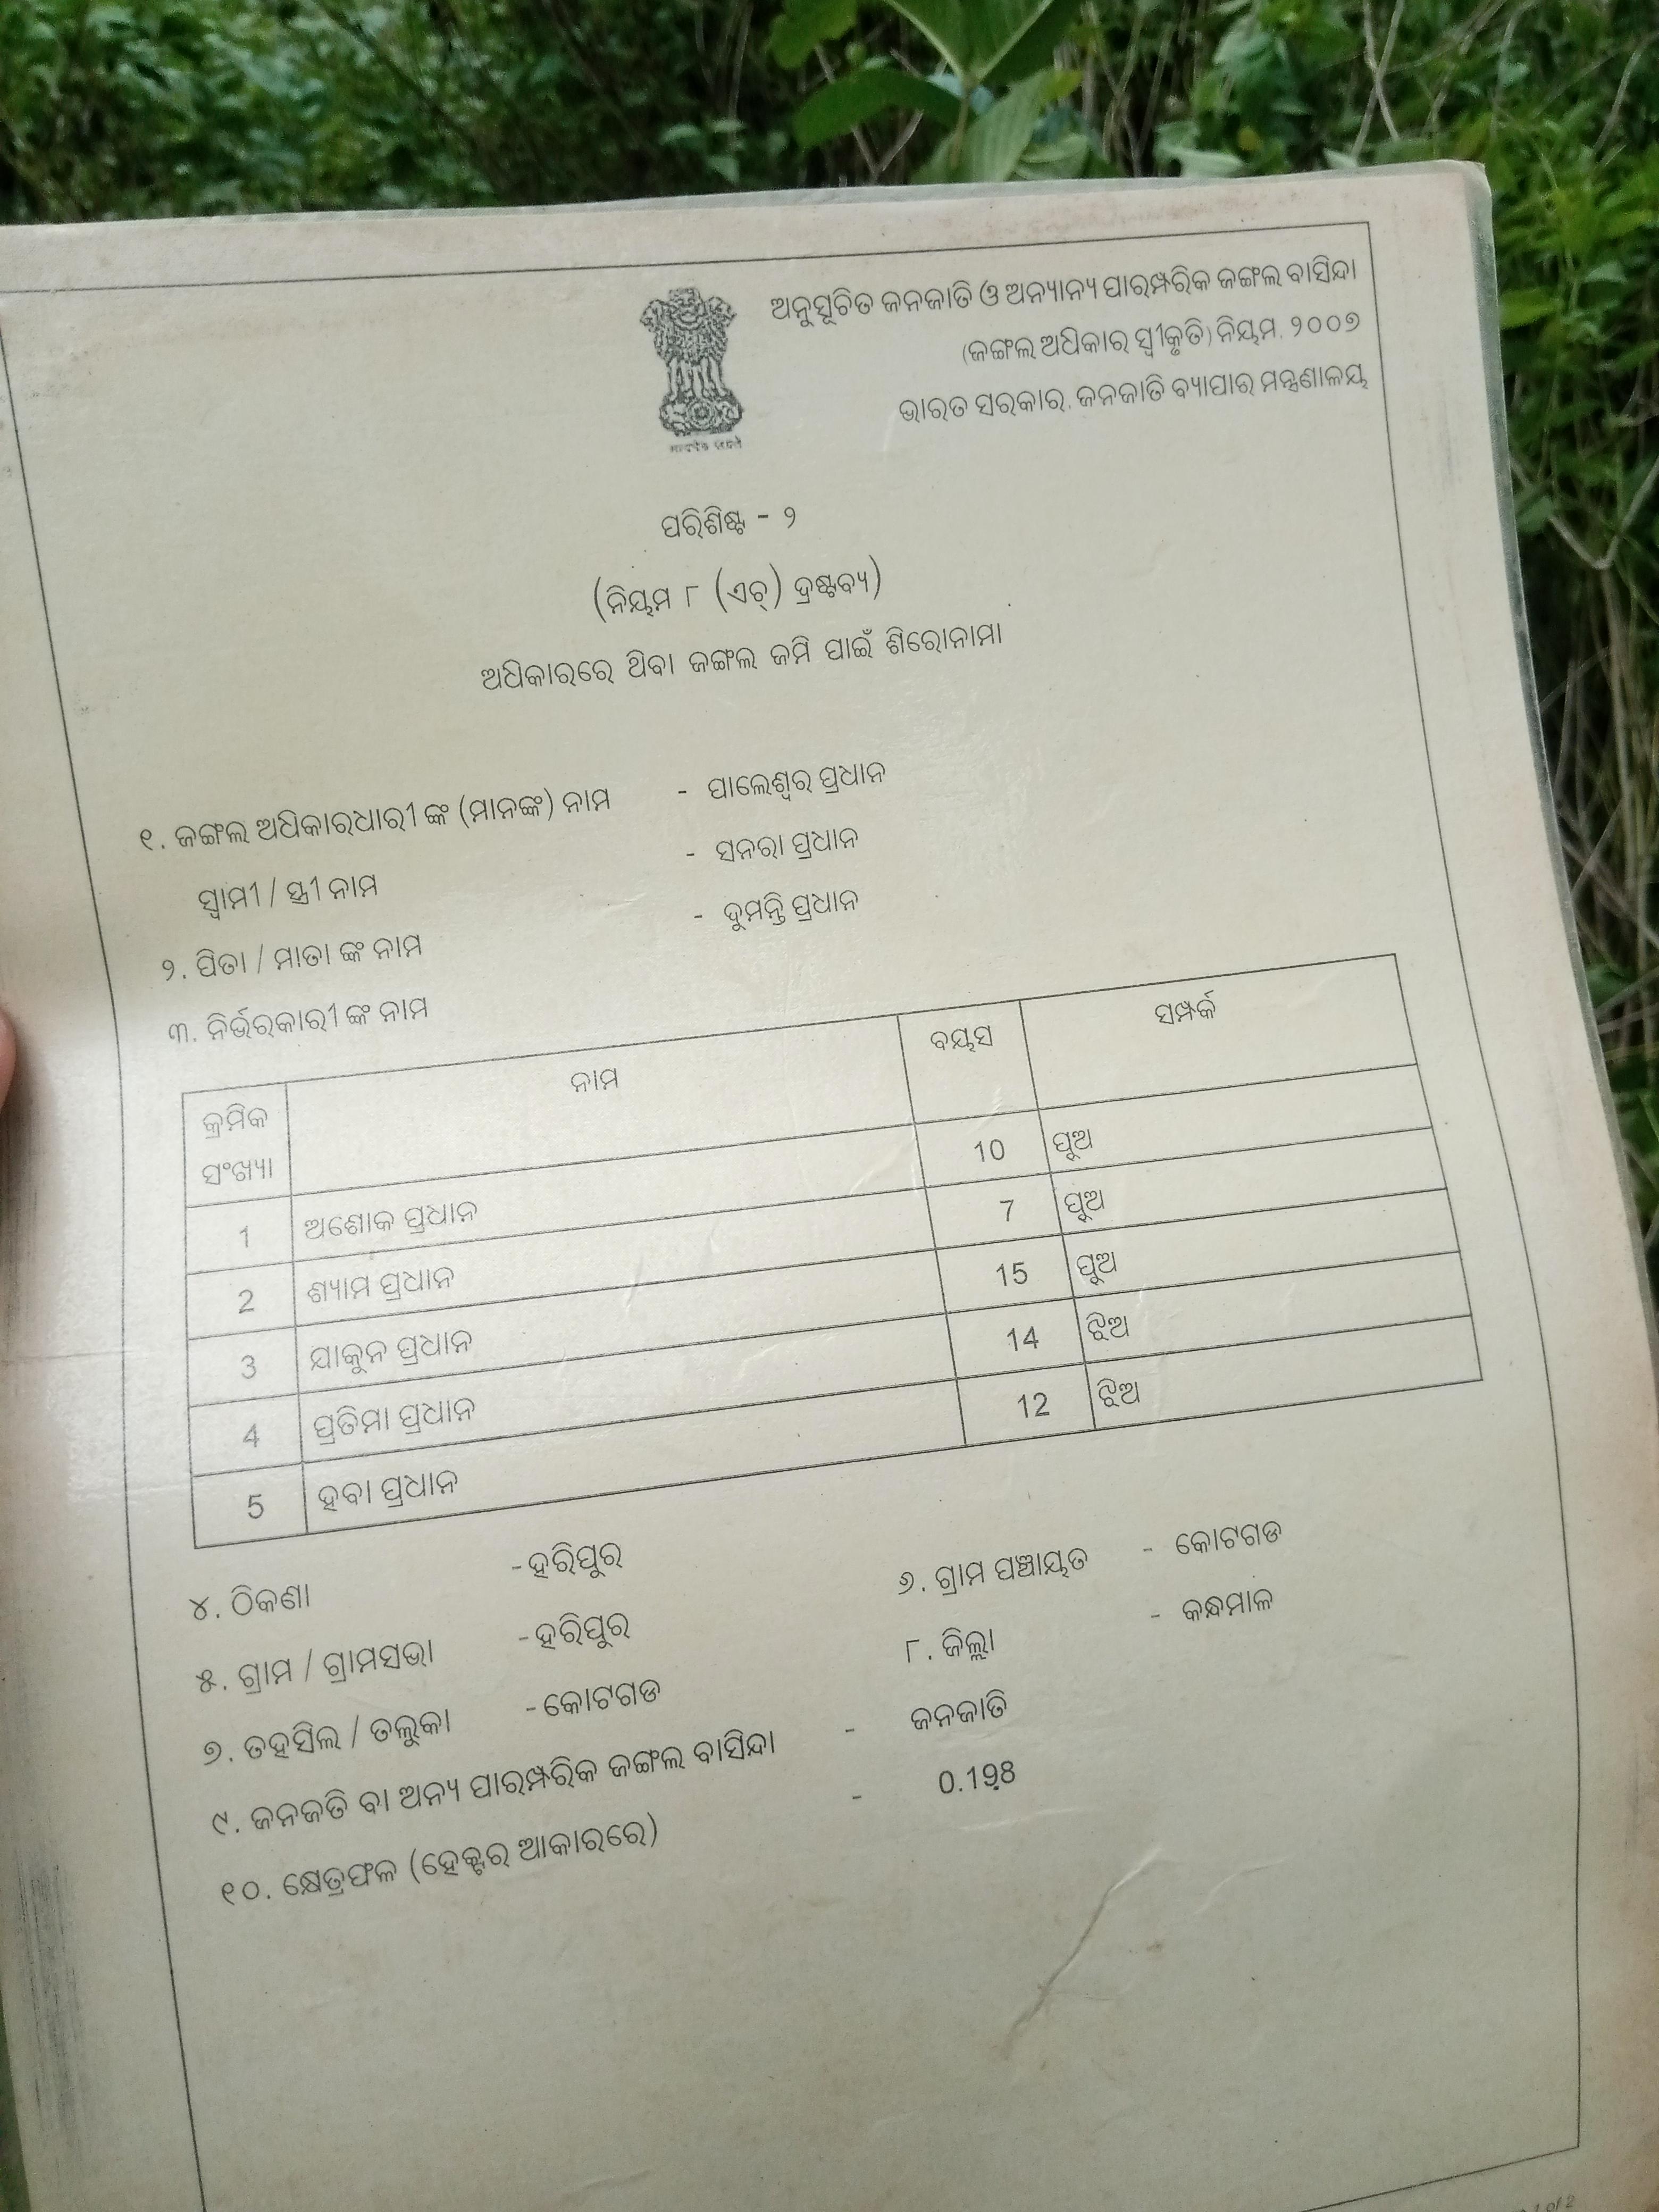 ଅନୁସୂଚିତ ଜନଜାତି ଓ ଅନ୍ୟାନ୍ୟ ପାରମ୍ପରିକ ଜଙ୍ଗଲ ବାସିନ୍ଦା
(ଜଙ୍ଗଲ ଅଧିକାର ସ୍ୱୀକୃତି) ନିୟମ, ୨୦୦୭
ଭାରତ ସରକାର, ଜନଜାତି ବ୍ୟାପାର ମନ୍ତ୍ରଣାଳୟ
ପରିଶିଷ୍ଟ - ୨
(ନିୟମ ୮ (ଏଚ୍) ଦ୍ରଷ୍ଟବ୍ୟ)
ଅଧିକାରରେ ଥିବା ଜଙ୍ଗଲ ଜମି ପାଇଁ ଶିରୋନାମା
୧. ଜଙ୍ଗଲ ଅଧିକାରଧାରୀ ଙ୍କ (ମାନଙ୍କ) ନାମ - ପାଲେଶ୍ୱର ପ୍ରଧାନ
ସ୍ୱାମୀ / ସ୍ତ୍ରୀ ନାମ - ସନରା ପ୍ରଧାନ
୨. ପିତା / ମାତା ଙ୍କ ନାମ - ଦୁମନ୍ତି ପ୍ରଧାନ
୩. ନିର୍ଭରକାରୀ ଙ୍କ ନାମ
କ୍ରମିକ ସଂଖ୍ୟା ନାମ ବୟସ ସମ୍ପର୍କ
1 ଅଶୋକ ପ୍ରଧାନ 10 ପୁଅ
2 ଶ୍ୟାମ ପ୍ରଧାନ 7 ପୁଅ
3 ଯାକୁନ ପ୍ରଧାନ 15 ପୁଅ
4 ପ୍ରତିମା ପ୍ରଧାନ 14 ଝିଅ
5 ହବା ପ୍ରଧାନ 12 ଝିଅ
୪. ଠିକଣା - ହରିପୁର
୫. ଗ୍ରାମ / ଗ୍ରାମସଭା - ହରିପୁର ୬. ଗ୍ରାମ ପଞ୍ଚାୟତ - କୋଟଗଡ
୭. ତହସିଲ / ତଲୁକା - କୋଟଗଡ ୮. ଜିଲ୍ଲା - କନ୍ଧମାଳ
୯. ଜନଜତି ବା ଅନ୍ୟ ପାରମ୍ପରିକ ଜଙ୍ଗଲ ବାସିନ୍ଦା - ଜନଜାତି
୧୦. କ୍ଷେତ୍ରଫଳ (ହେକ୍ଟର ଆକାରରେ) - 0.198
1 of 2